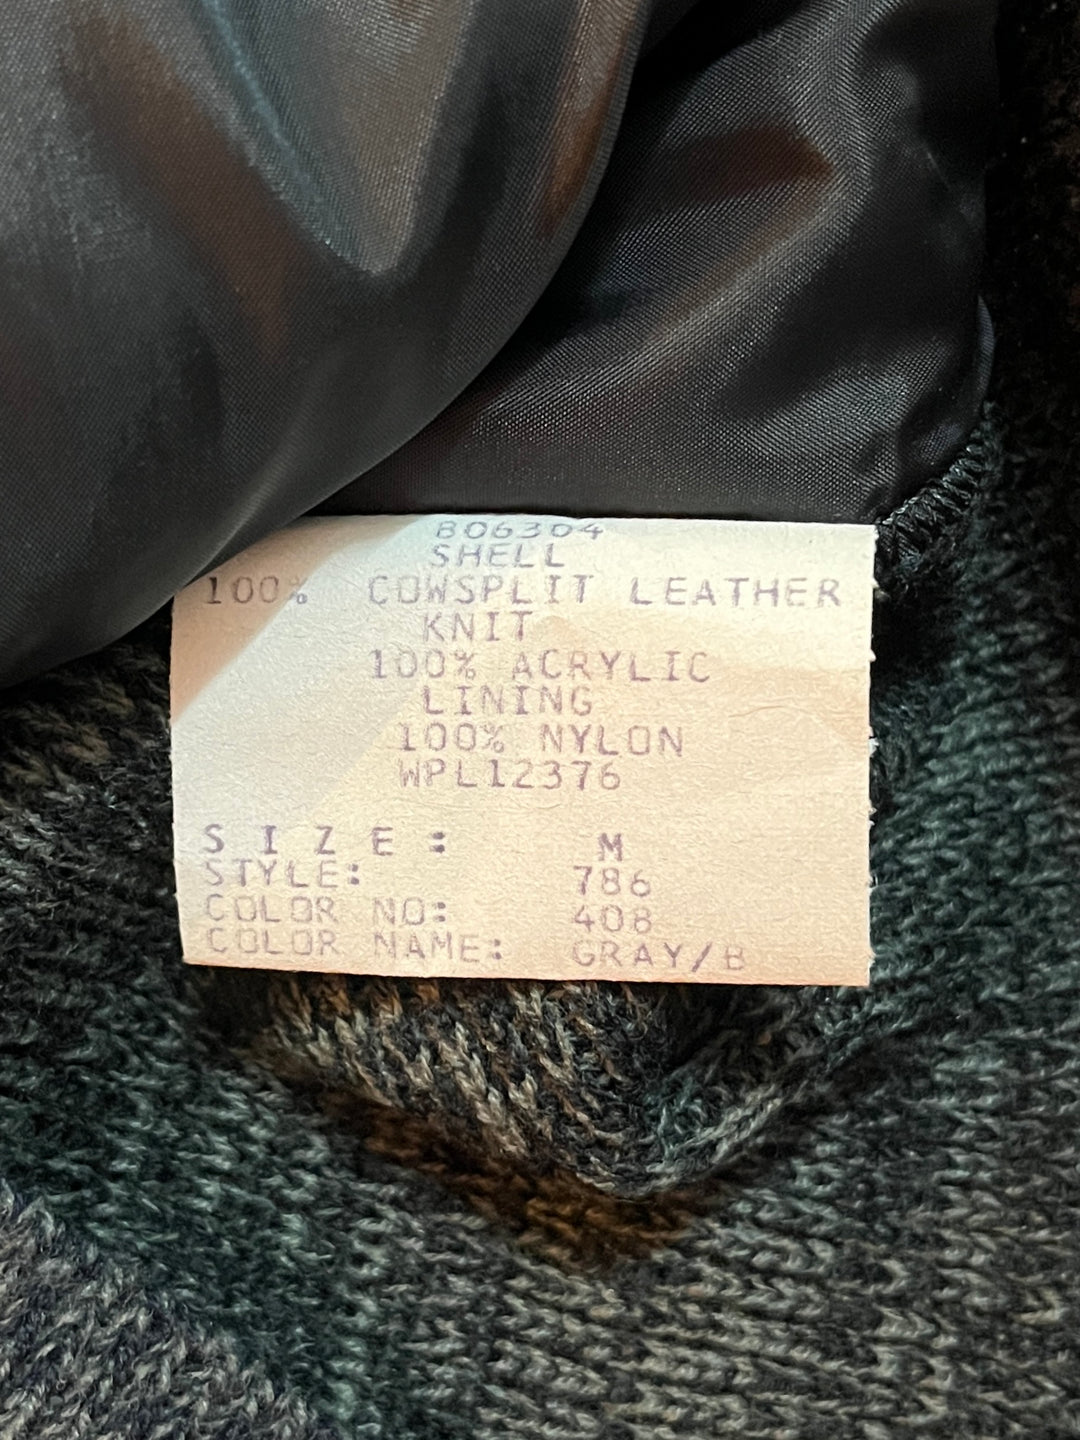 806304
SHELL
100% COWSPLIT LEATHER
KNIT
100% ACRYLIC
LINING
100% NYLON
WPL12376
SIZE: M
STYLE: 786
COLOR NO: 408
COLOR NAME: GRAY/B